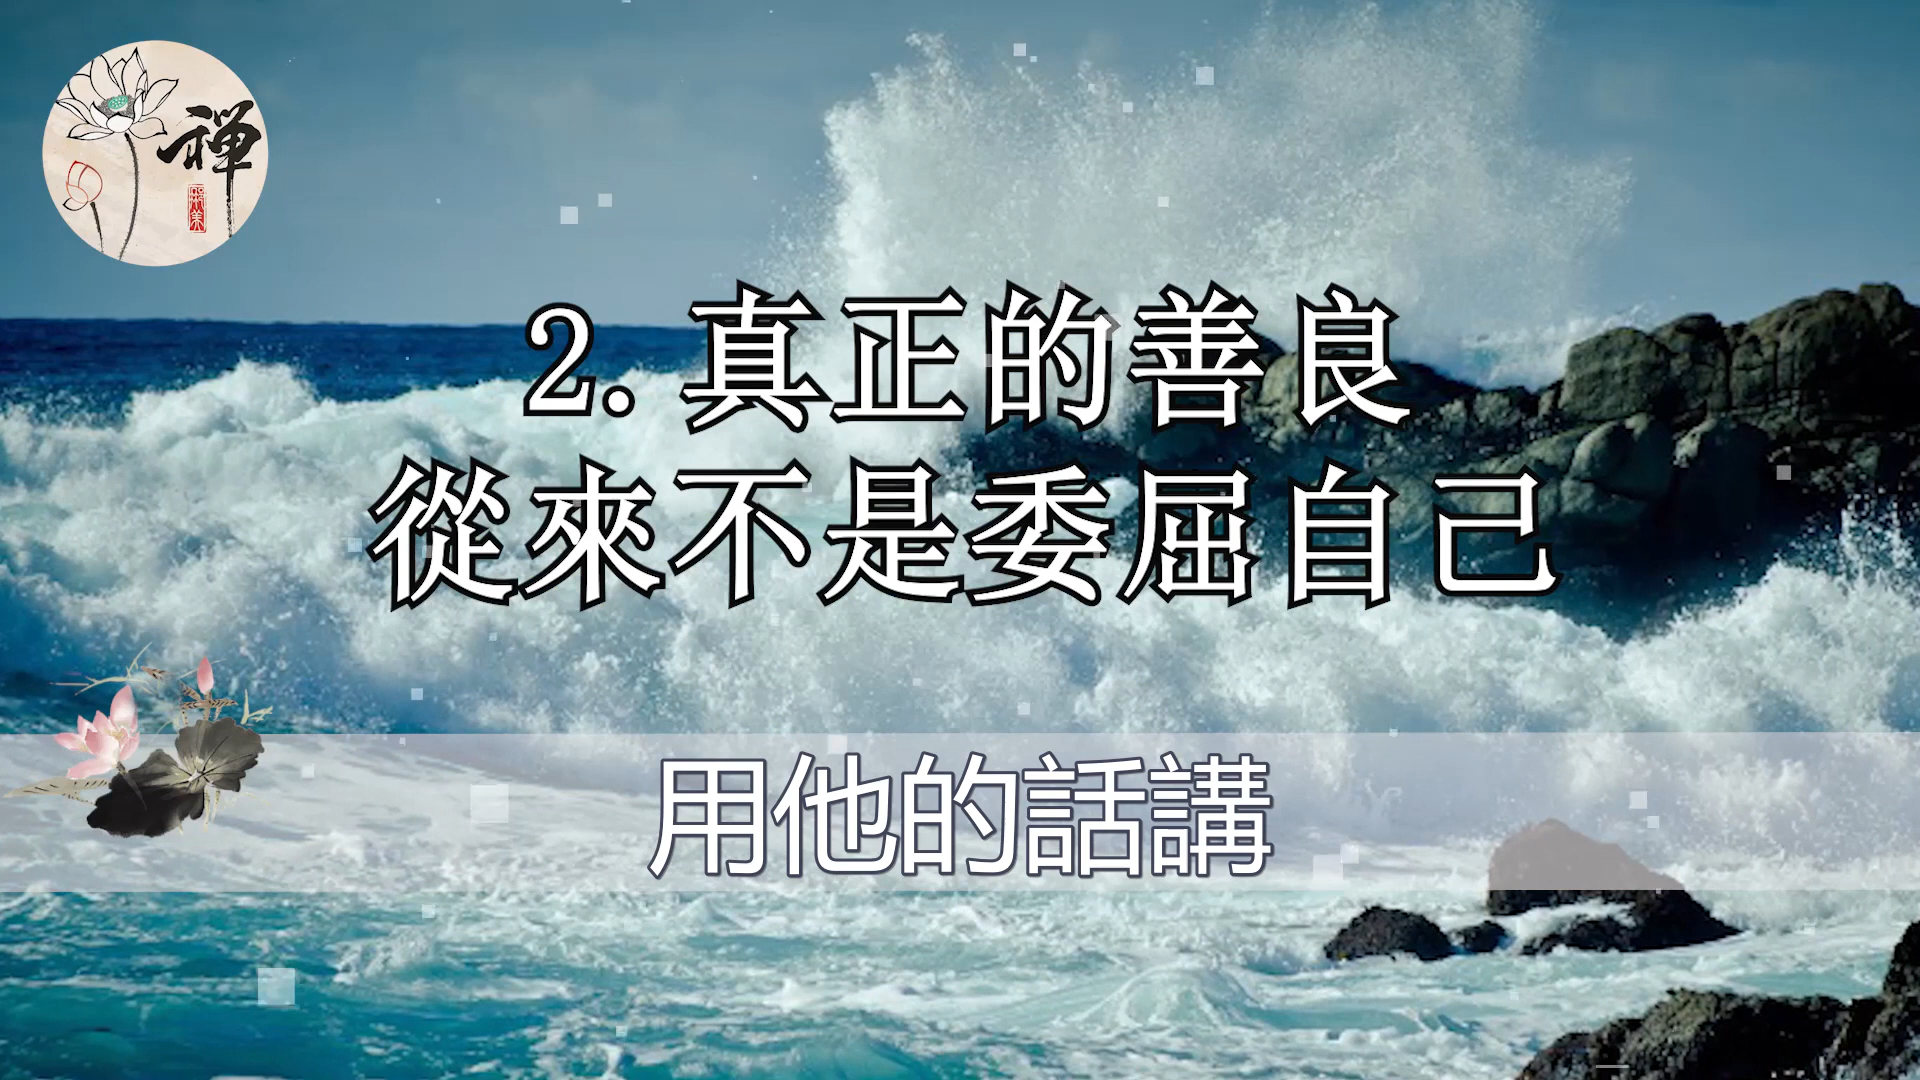 禅
2.真正的善良
從來不是委屈自己
用他的話講